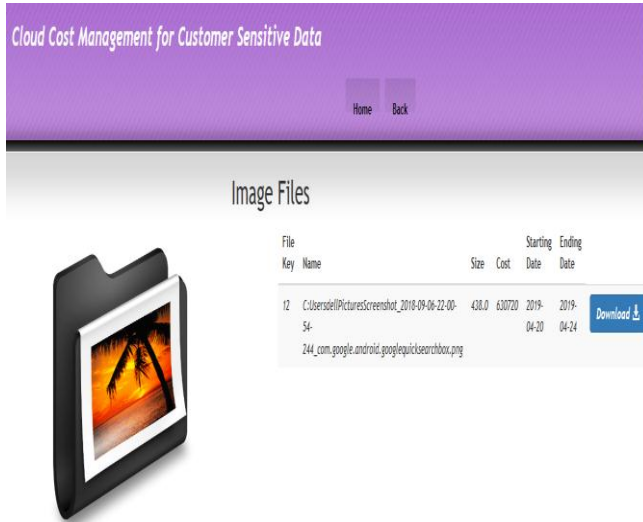 Cloud Cost Management for Customer Sensitive Data
Home Back
Image Files
File Starting Ending
Key Name Size Cost Date Date
12 C:UsersdellPicturesScreenshot_2018-09-06-22-00- 438.0 630720 2019- 2019- Download
54- 04-20 04-24
244_com.google.android.googlequicksearchbox.png